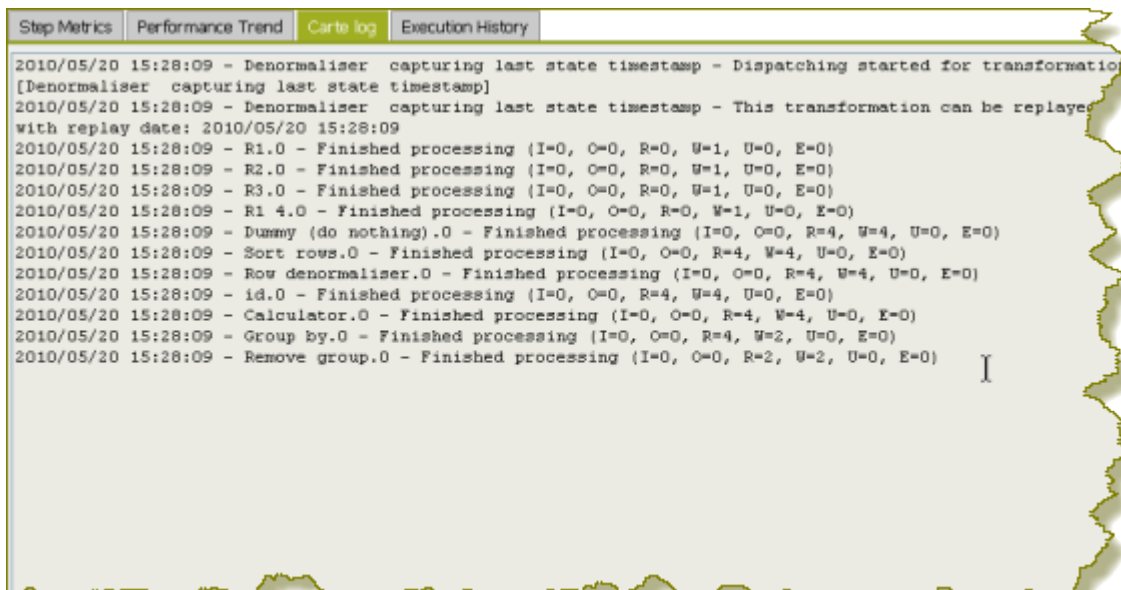 Step Metrics Performance Trend Carte log Execution History
2010/05/20 15:28:09 - Denormaliser  capturing last state timestamp - Dispatching started for transformatio
[Denormaliser  capturing last state timestamp]
2010/05/20 15:28:09 - Denormaliser  capturing last state timestamp - This transformation can be replaye
with replay date: 2010/05/20 15:28:09
2010/05/20 15:28:09 - R1.0 - Finished processing (I=0, O=0, R=0, W=1, U=0, E=0)
2010/05/20 15:28:09 - R2.0 - Finished processing (I=0, O=0, R=0, W=1, U=0, E=0)
2010/05/20 15:28:09 - R3.0 - Finished processing (I=0, O=0, R=0, W=1, U=0, E=0)
2010/05/20 15:28:09 - R1 4.0 - Finished processing (I=0, O=0, R=0, W=1, U=0, E=0)
2010/05/20 15:28:09 - Dummy (do nothing).0 - Finished processing (I=0, O=0, R=4, W=4, U=0, E=0)
2010/05/20 15:28:09 - Sort rows.0 - Finished processing (I=0, O=0, R=4, W=4, U=0, E=0)
2010/05/20 15:28:09 - Row denormaliser.0 - Finished processing (I=0, O=0, R=4, W=4, U=0, E=0)
2010/05/20 15:28:09 - id.0 - Finished processing (I=0, O=0, R=4, W=4, U=0, E=0)
2010/05/20 15:28:09 - Calculator.0 - Finished processing (I=0, O=0, R=4, W=4, U=0, E=0)
2010/05/20 15:28:09 - Group by.0 - Finished processing (I=0, O=0, R=4, W=2, U=0, E=0)
2010/05/20 15:28:09 - Remove group.0 - Finished processing (I=0, O=0, R=2, W=2, U=0, E=0)